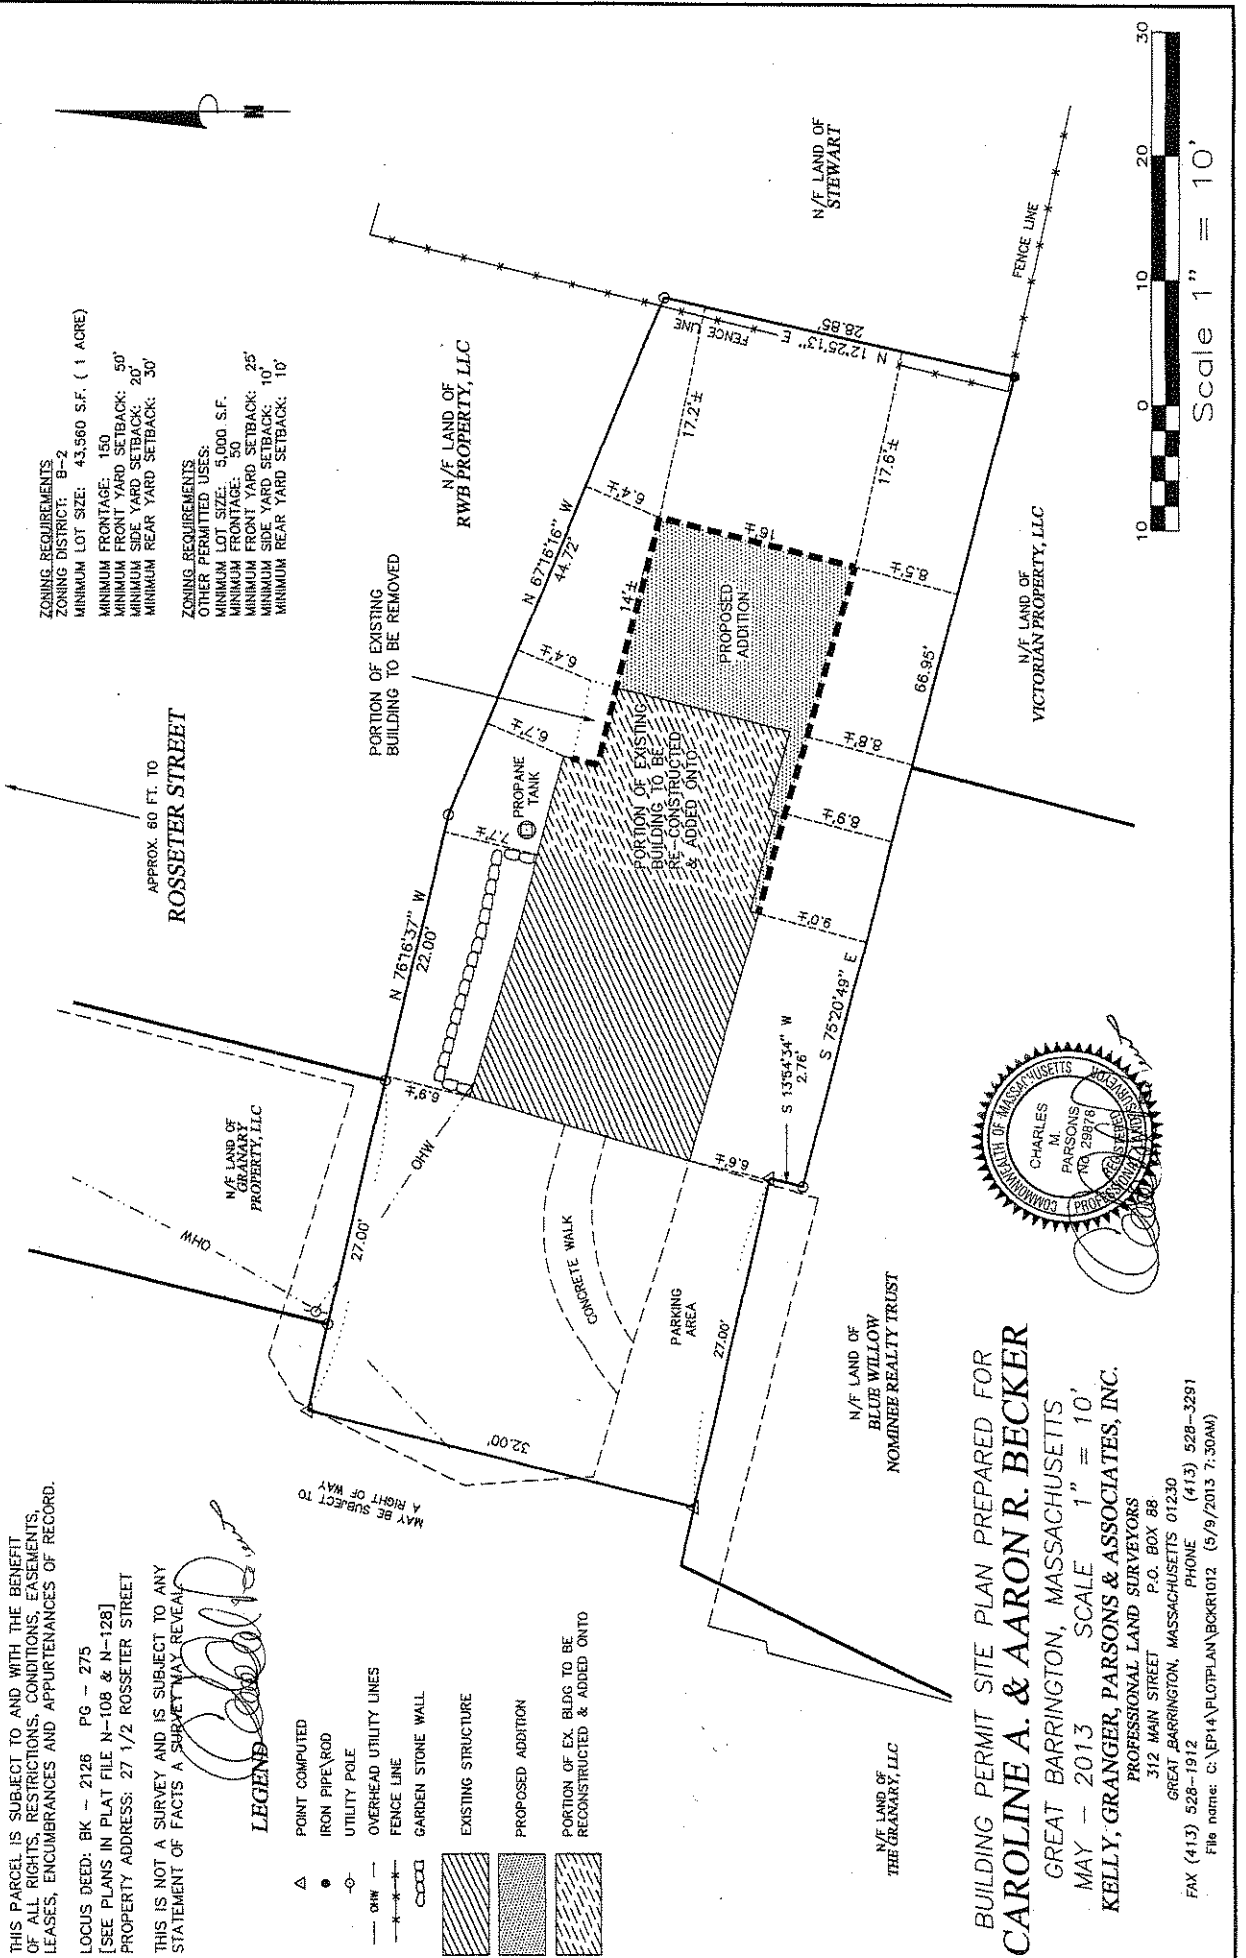 THIS PARCEL IS SUBJECT TO AND WITH THE BENEFIT
OF ALL RIGHTS, RESTRICTIONS, CONDITIONS, EASEMENTS,
LEASES, ENCUMBRANCES AND APPURTENANCES OF RECORD.
LOCUS DEED: BK - 2126 PG - 275
[SEE PLANS IN PLAT FILE N-108 & N-128]
PROPERTY ADDRESS: 27 1/2 ROSSETER STREET
THIS IS NOT A SURVEY AND IS SUBJECT TO ANY
STATEMENT OF FACTS A SURVEY MAY REVEAL
LEGEND
POINT COMPUTED
IRON PIPE\ROD
UTILITY POLE
OHW OVERHEAD UTILITY LINES
FENCE LINE
GARDEN STONE WALL
EXISTING STRUCTURE
PROPOSED ADDITION
PORTION OF EX. BLDG TO BE
RECONSTRUCTED & ADDED ONTO
APPROX. 60 FT. TO
ROSSETER STREET
ZONING REQUIREMENTS
ZONING DISTRICT: B-2
MINIMUM LOT SIZE: 43,560 S.F. ( 1 ACRE)
MINIMUM FRONTAGE: 150
MINIMUM FRONT YARD SETBACK: 50'
MINIMUM SIDE YARD SETBACK: 20'
MINIMUM REAR YARD SETBACK: 30'
ZONING REQUIREMENTS
OTHER PERMITTED USES:
MINIMUM LOT SIZE: 5,000 S.F.
MINIMUM FRONTAGE: 50
MINIMUM FRONT YARD SETBACK: 25'
MINIMUM SIDE YARD SETBACK: 10'
MINIMUM REAR YARD SETBACK: 10'
N
N/F LAND OF
GRANARY
PROPERTY, LLC
OHW
OHW
27.00'
N 76°16'37" W
22.00'
N 67°16'16" W
44.72'
N/F LAND OF
RWB PROPERTY, LLC
PORTION OF EXISTING
BUILDING TO BE REMOVED
N/F LAND OF
STEWART
FENCE LINE
N 12°25'13" E
28.85'
FENCE LINE
6.9'±
7.7'±
6.7'±
6.4'±
6.4'±
PROPANE
TANK
14'±
16'±
17.2'±
17.6'±
PORTION OF EXISTING
BUILDING TO BE
RE-CONSTRUCTED
& ADDED ONTO
PROPOSED
ADDITION
MAY BE SUBJECT TO
A RIGHT OF WAY
32.00'
CONCRETE WALK
PARKING
AREA
27.00'
6.6'±
S 13°54'34" W
2.76'
9.0'±
8.9'±
8.8'±
8.5'±
S 75°20'49" E
66.95'
N/F LAND OF
VICTORIAN PROPERTY, LLC
N/F LAND OF
BLUE WILLOW
NOMINEE REALTY TRUST
N/F LAND OF
THE GRANARY, LLC
BUILDING PERMIT SITE PLAN PREPARED FOR
CAROLINE A. & AARON R. BECKER
GREAT BARRINGTON, MASSACHUSETTS
MAY - 2013 SCALE 1" = 10'
KELLY, GRANGER, PARSONS & ASSOCIATES, INC.
PROFESSIONAL LAND SURVEYORS
312 MAIN STREET P.O. BOX 88
GREAT BARRINGTON, MASSACHUSETTS 01230
FAX (413) 528-1912 PHONE (413) 528-3291
File name: C:\EP14\PLOTPLAN\BCKR1012 (5/9/2013 7:30AM)
COMMONWEALTH OF MASSACHUSETTS
CHARLES
M.
PARSONS
No. 29878
REGISTERED
PROFESSIONAL LAND SURVEYOR
10 0 10 20 30
Scale 1" = 10'